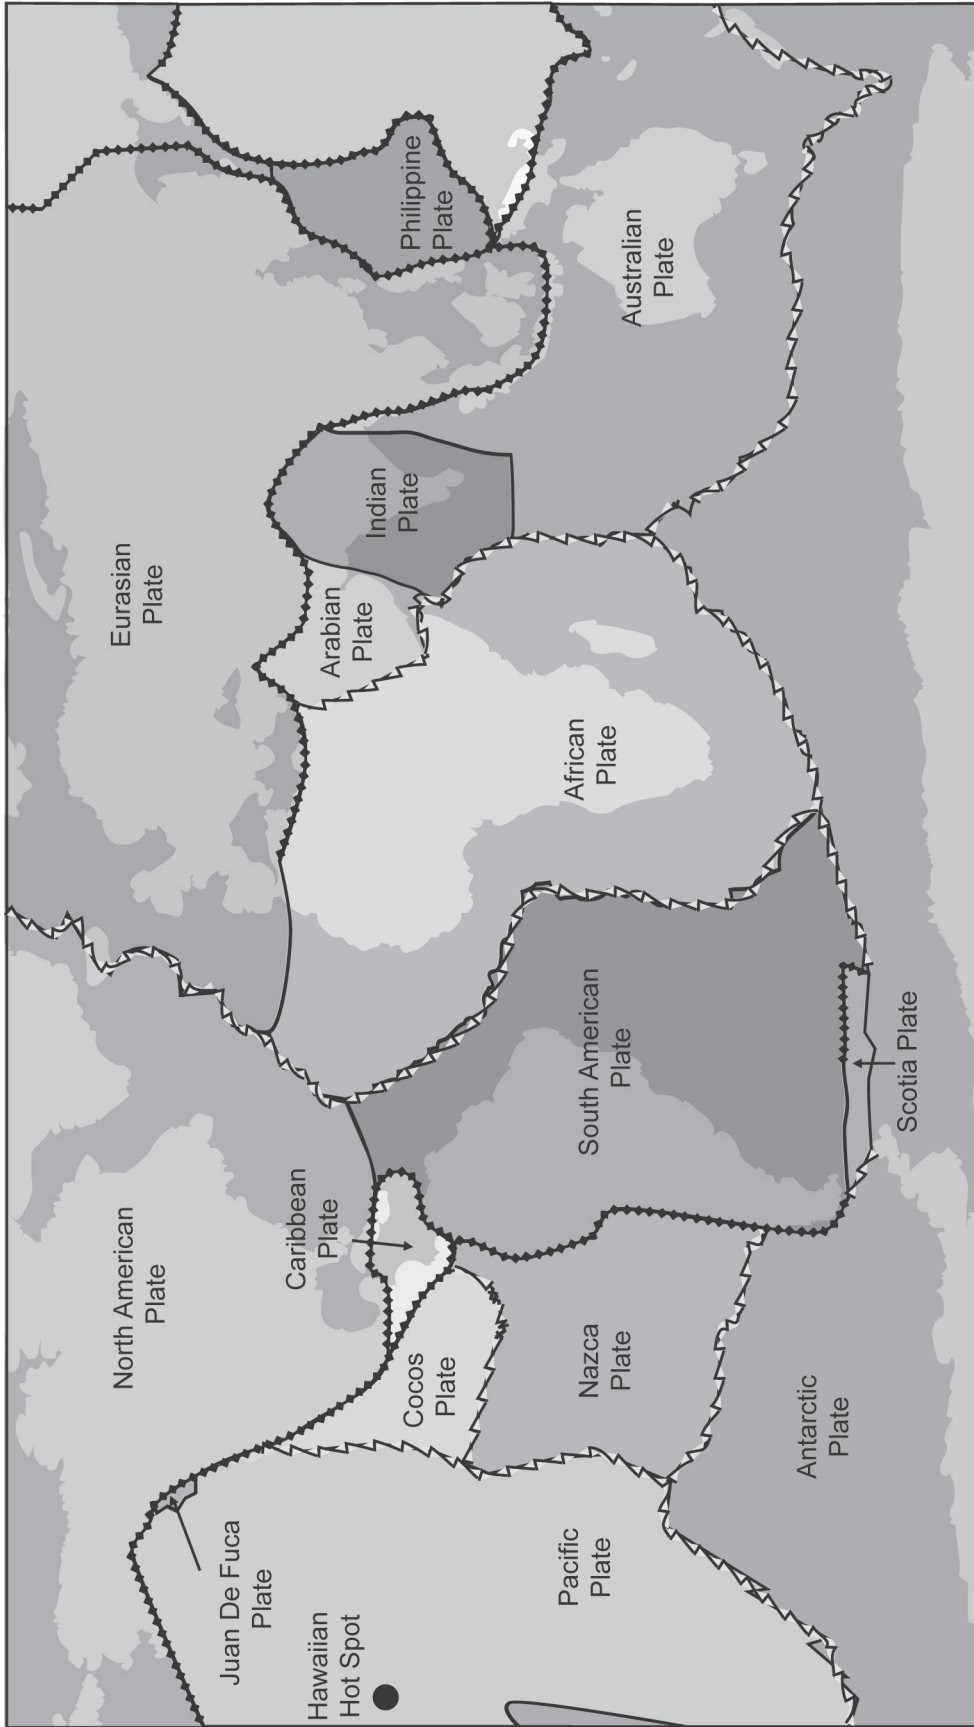 North American
Plate
Juan De Fuca
Plate
Hawaiian
Hot Spot
Caribbean
Plate
Cocos
Plate
Pacific
Plate
Nazca
Plate
Antarctic
Plate
South American
Plate
Scotia Plate
Eurasian
Plate
Arabian
Plate
Indian
Plate
African
Plate
Philippine
Plate
Australian
Plate